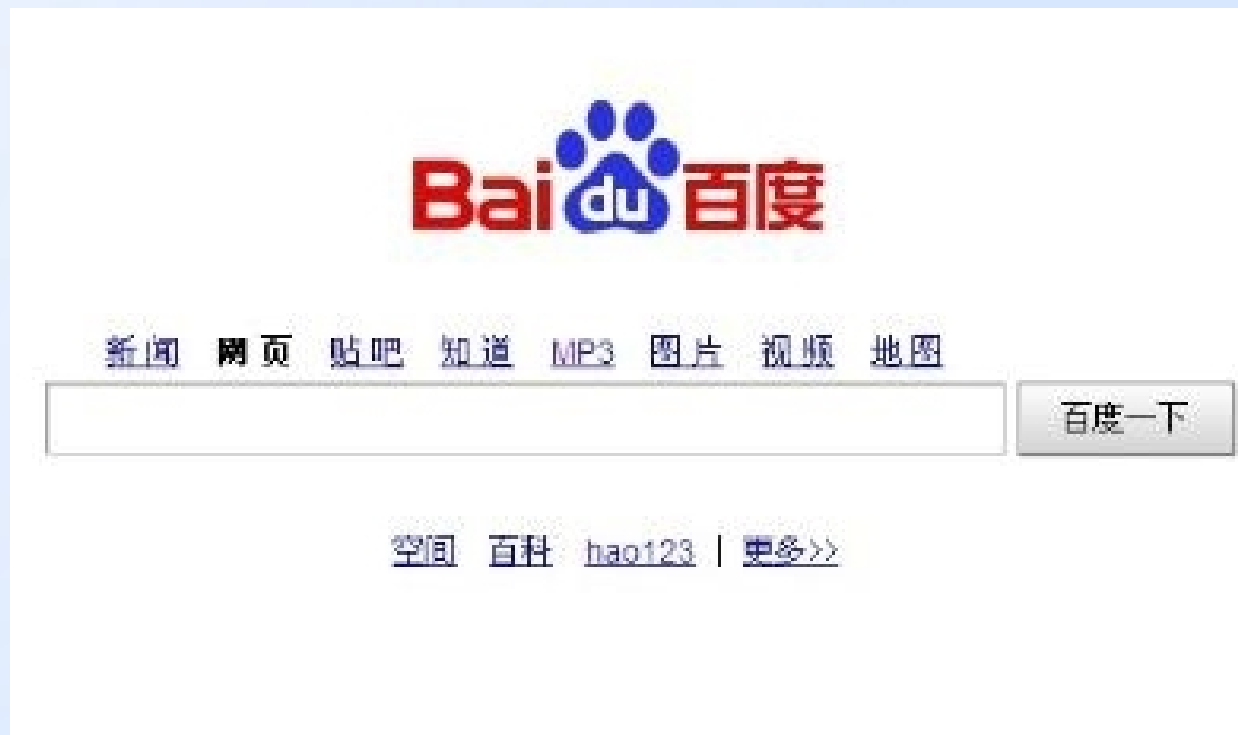 Bai du 百度
新闻 网页 贴吧 知道 MP3 图片 视频 地图
百度一下
空间 百科 hao123 | 更多>>